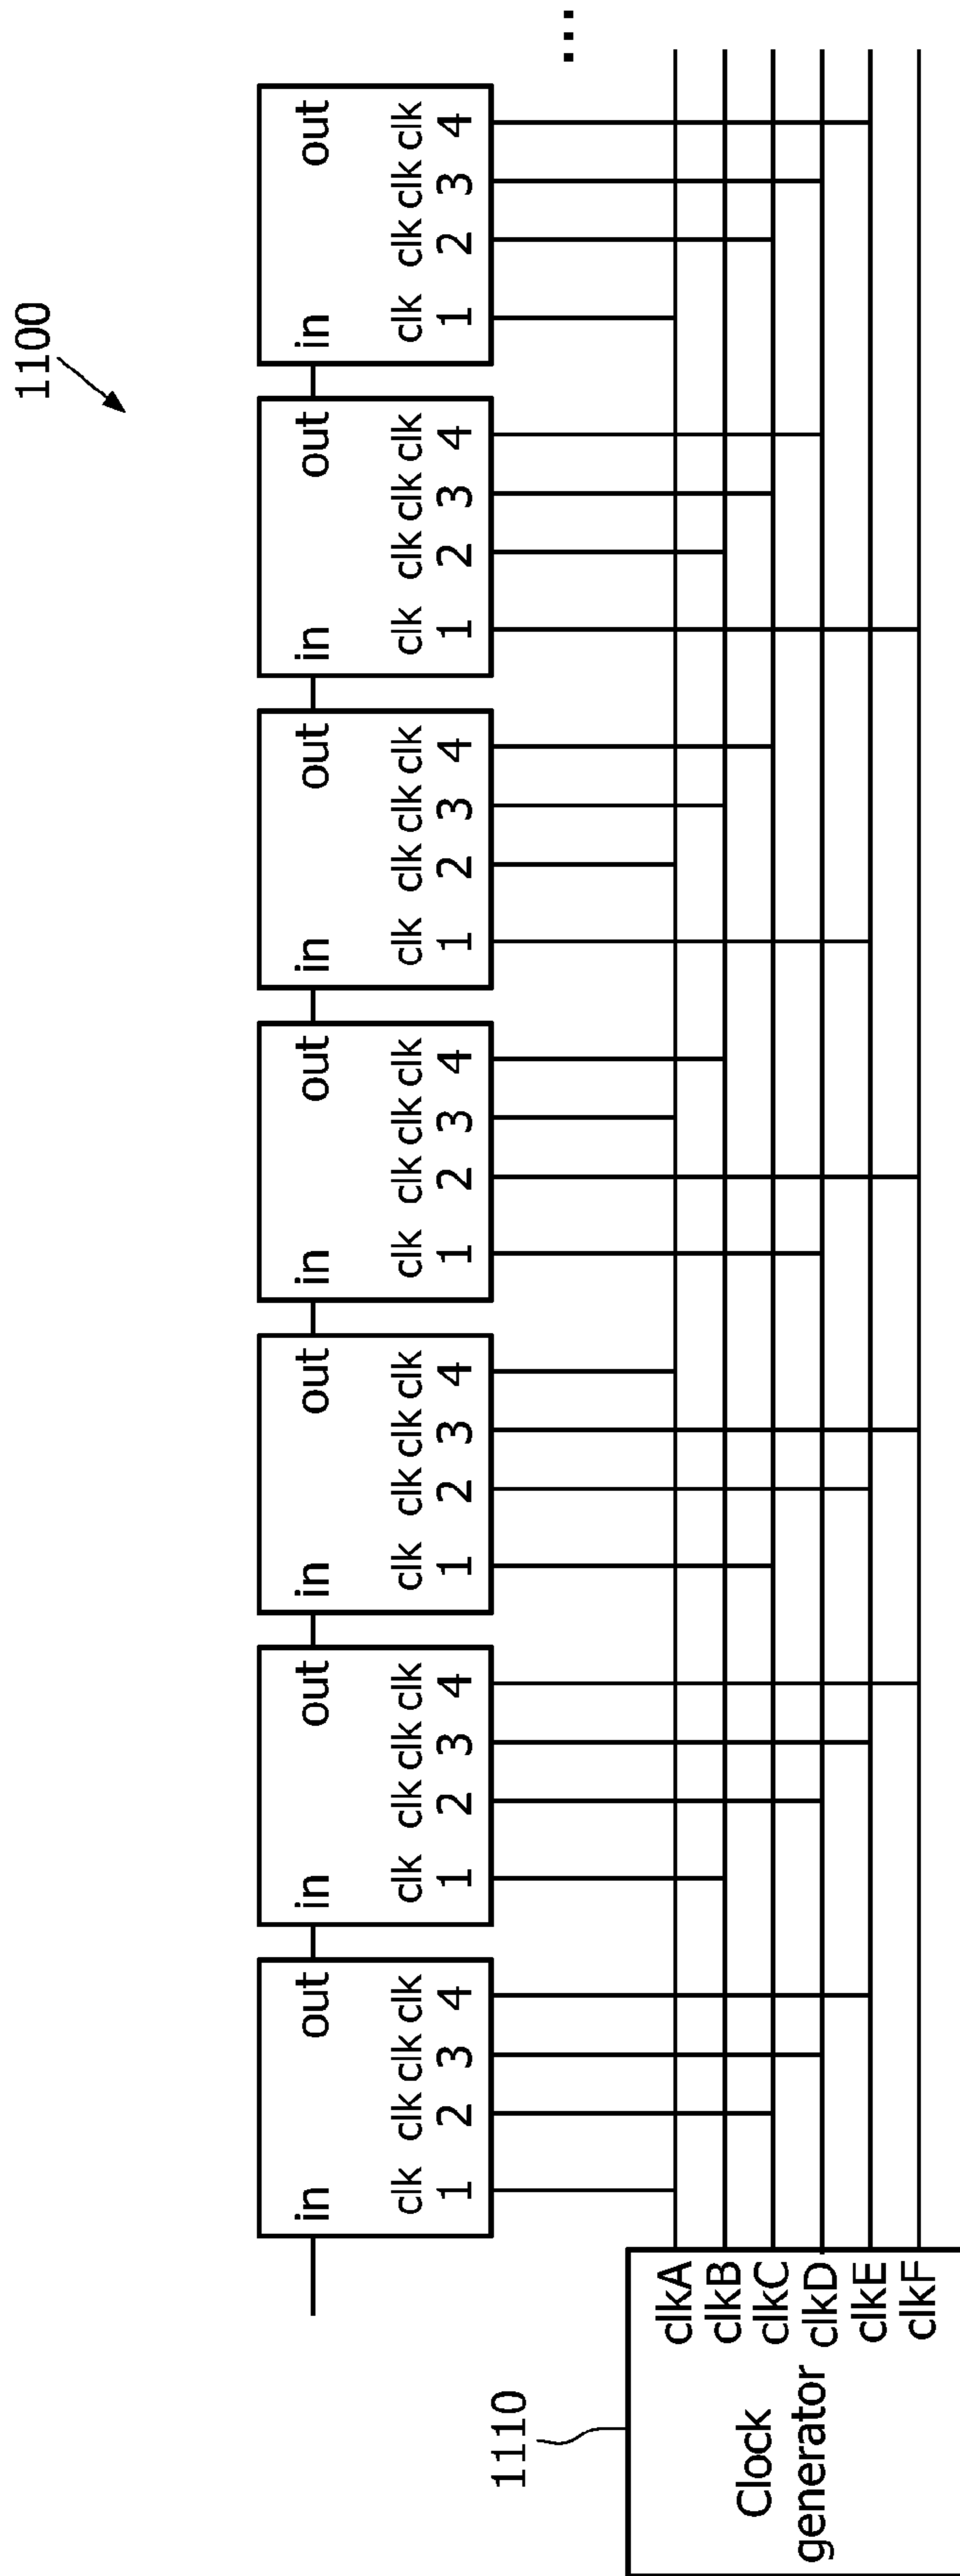 1100
in out
clk clk clk clk
1 2 3 4
in out
clk clk clk clk
1 2 3 4
in out
clk clk clk clk
1 2 3 4
in out
clk clk clk clk
1 2 3 4
in out
clk clk clk clk
1 2 3 4
in out
clk clk clk clk
1 2 3 4
in out
clk clk clk clk
1 2 3 4
...
1110
Clock
generator
clkA
clkB
clkC
clkD
clkE
clkF